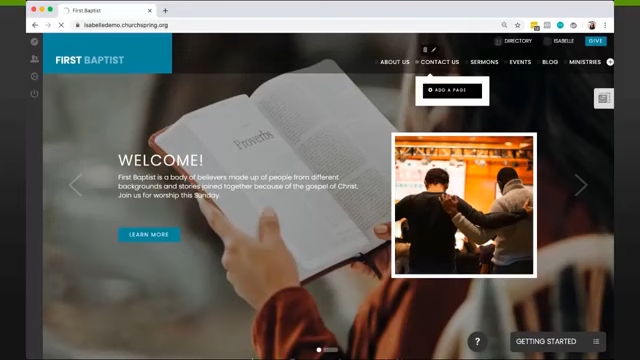 First Baptist
isabelledemo.churchspring.org
DIRECTORY
ISABELLE
GIVE
FIRST BAPTIST
ABOUT US
CONTACT US
SERMONS
EVENTS
BLOG
MINISTRIES
ADD A PAGE
Proverbs
WELCOME!
First Baptist is a body of believers made up of people from different
backgrounds and stories joined together because of the gospel of Christ.
Join us for worship this Sunday.
LEARN MORE
?
GETTING STARTED